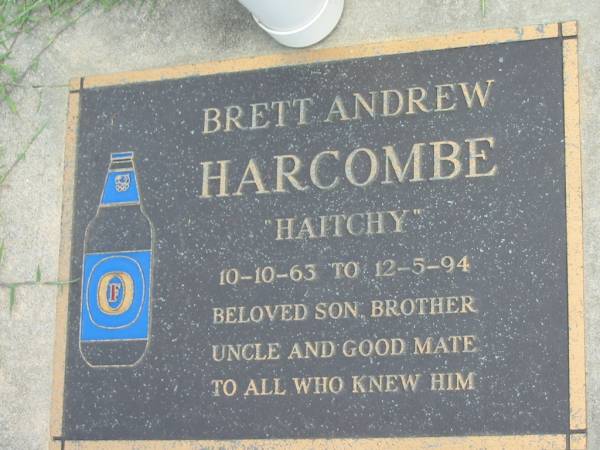 BRETT ANDREW
HARCOMBE
"HAITCHY"
10-10-63 TO 12-5-94
BELOVED SON, BROTHER
UNCLE AND GOOD MATE
TO ALL WHO KNEW HIM
F